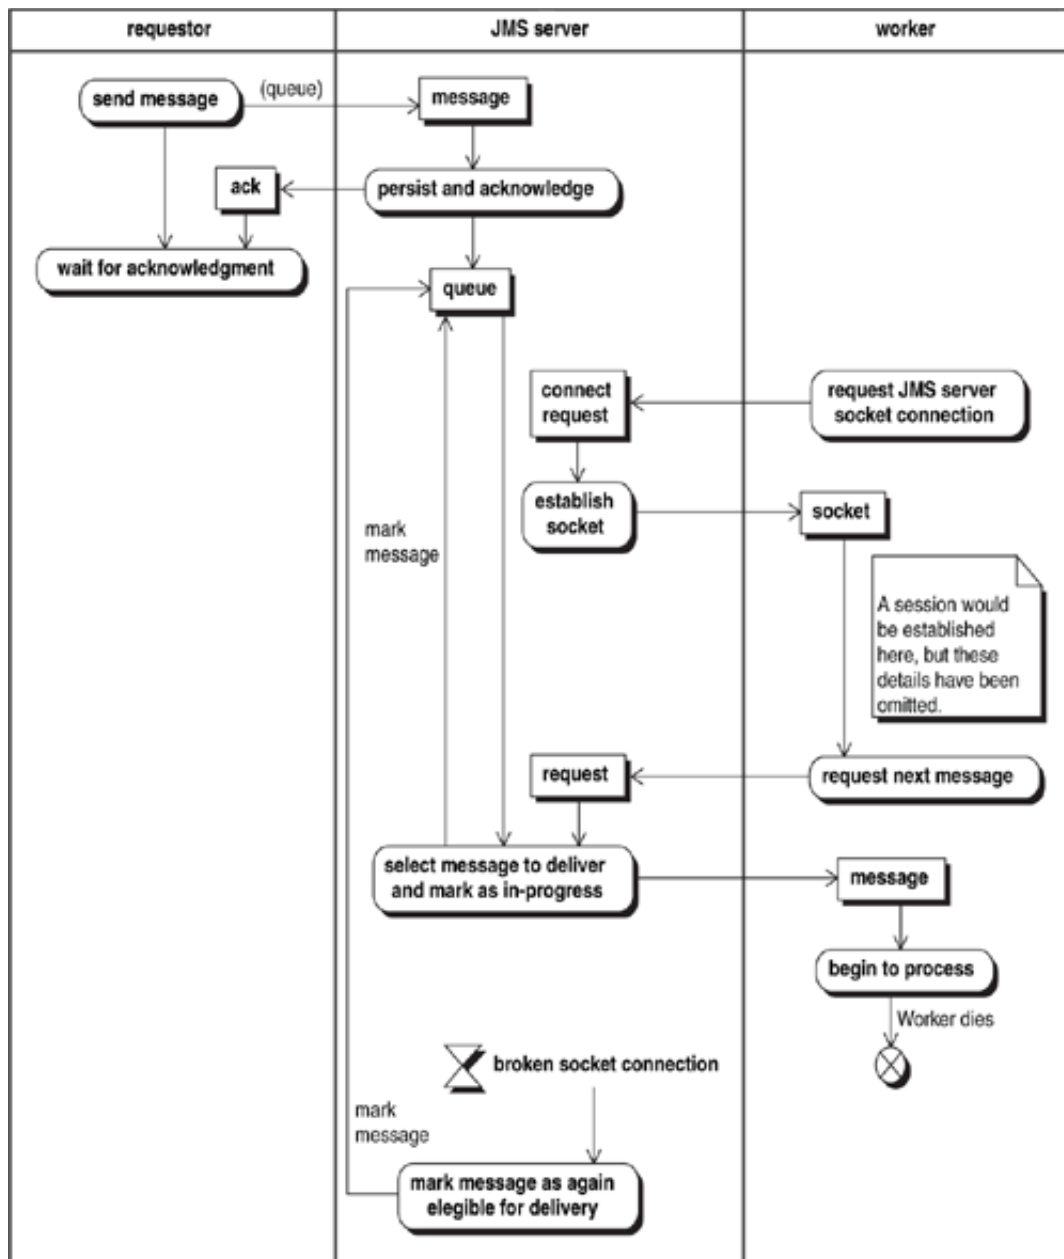 requestor
JMS server
worker
send message
(queue)
message
ack
persist and acknowledge
wait for acknowledgment
queue
connect
request
request JMS server
socket connection
establish
socket
socket
mark
message
A session would
be established
here, but these
details have been
omitted.
request
request next message
select message to deliver
and mark as in-progress
message
begin to process
Worker dies
broken socket connection
mark
message
mark message as again
elegible for delivery